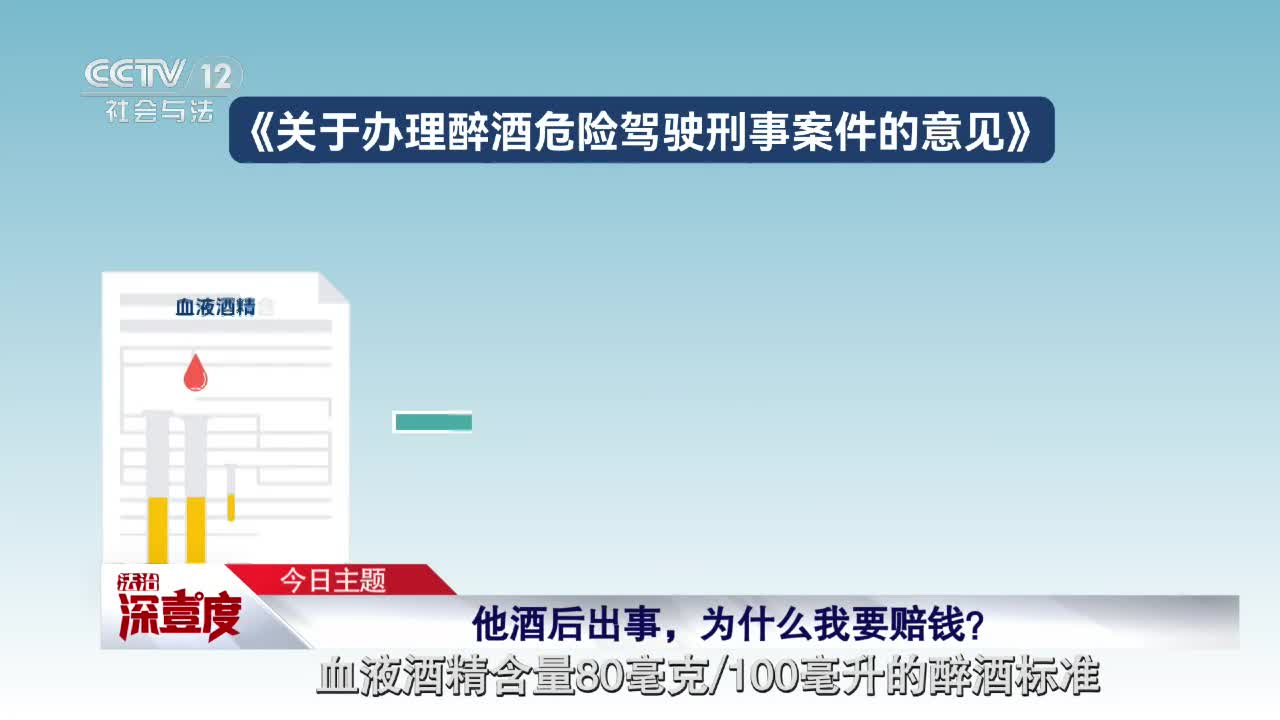 CCTV/12
社会与法
《关于办理醉酒危险驾驶刑事案件的意见》
血液酒精含
今日主题
法治
深壹度
他酒后出事，为什么我要赔钱?
血液酒精含量80毫克/100毫升的醉酒标准